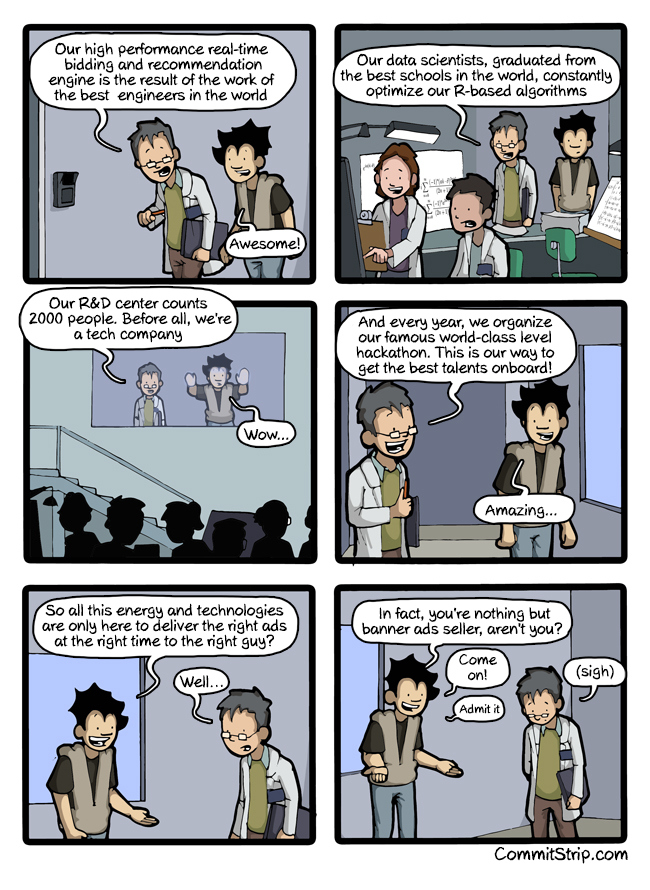 Our high performance real-time
bidding and recommendation
engine is the result of the work of
the best engineers in the world
Awesome!
Our data scientists, graduated from
the best schools in the world, constantly
optimize our R-based algorithms
Our R&D center counts
2000 people. Before all, we're
a tech company
Wow...
And every year, we organize
our famous world-class level
hackathon. This is our way to
get the best talents onboard!
Amazing...
So all this energy and technologies
are only here to deliver the right ads
at the right time to the right guy?
Well...
In fact, you're nothing but
banner ads seller, aren't you?
Come
on!
Admit it
(sigh)
CommitStrip.com